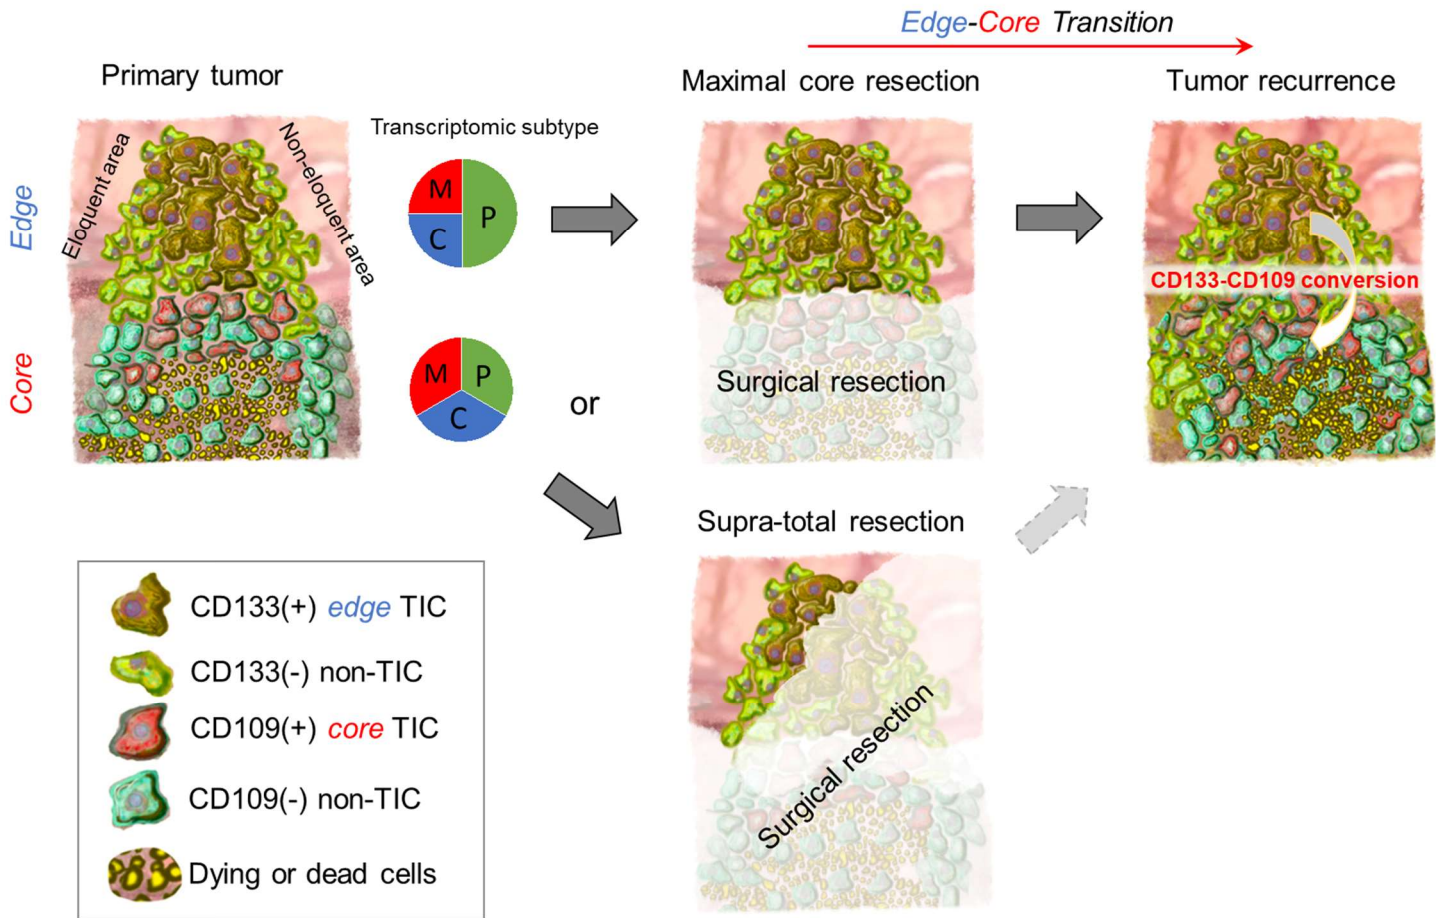 Edge-Core Transition
Primary tumor
Maximal core resection
Tumor recurrence
Transcriptomic subtype
Edge
Core
Eloquent area
Non-eloquent area
M
P
C
M
P
C
or
Surgical resection
CD133-CD109 conversion
Supra-total resection
Surgical resection
CD133(+) edge TIC
CD133(-) non-TIC
CD109(+) core TIC
CD109(-) non-TIC
Dying or dead cells